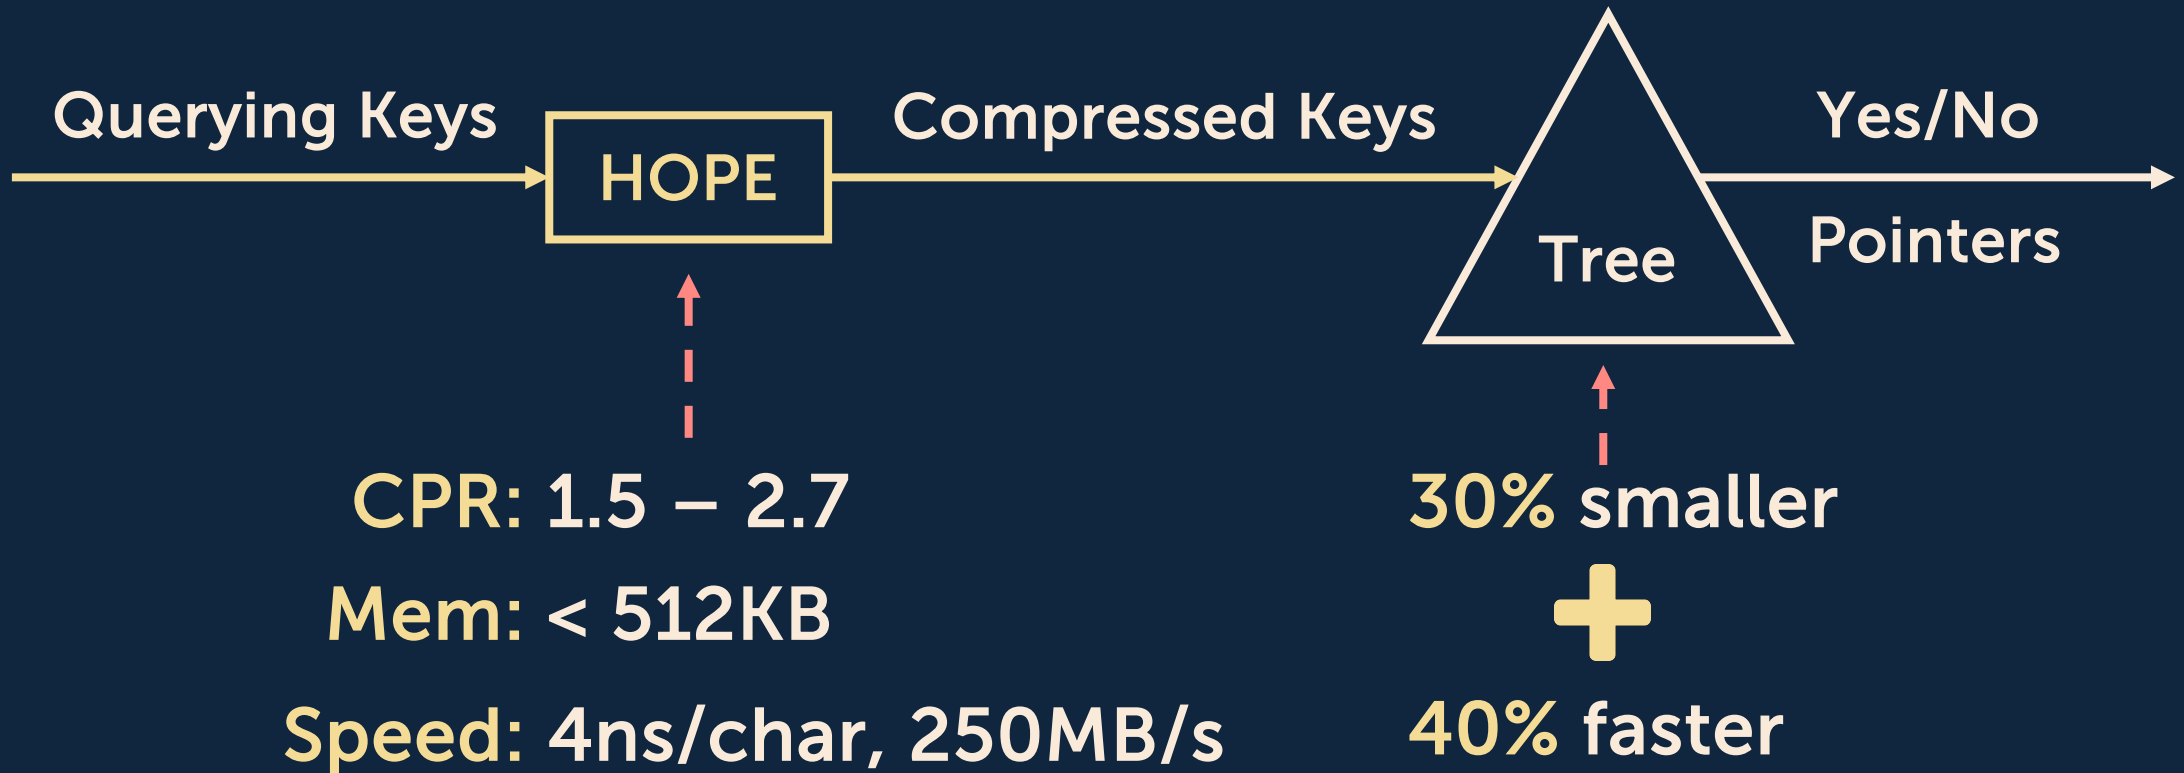 Querying Keys
HOPE
Compressed Keys
Tree
Yes/No
Pointers
CPR: 1.5 – 2.7
Mem: < 512KB
Speed: 4ns/char, 250MB/s
30% smaller
+
40% faster